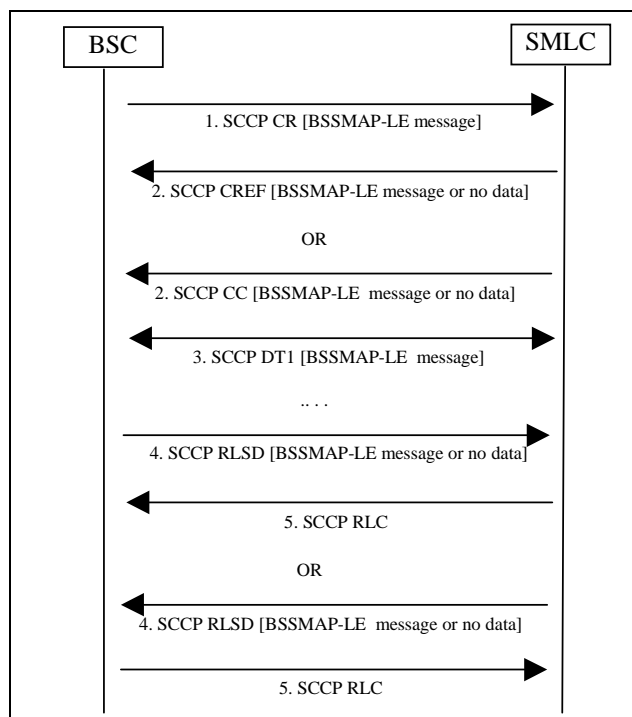 BSC
SMLC
1. SCCP CR [BSSMAP-LE message]
2. SCCP CREF [BSSMAP-LE message or no data]
OR
2. SCCP CC [BSSMAP-LE message or no data]
3. SCCP DT1 [BSSMAP-LE message]
.. . .
4. SCCP RLSD [BSSMAP-LE message or no data]
5. SCCP RLC
OR
4. SCCP RLSD [BSSMAP-LE message or no data]
5. SCCP RLC